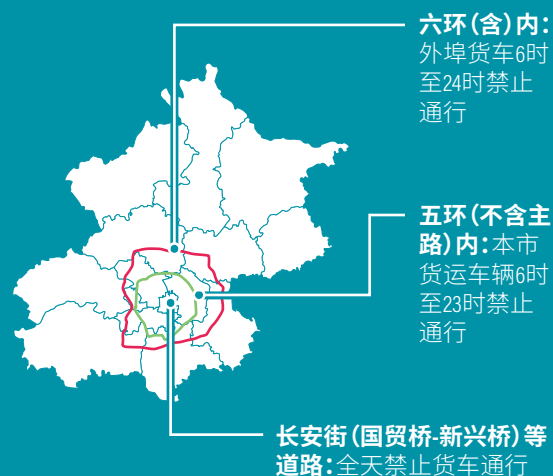 六环（含）内：
外埠货车6时
至24时禁止
通行
五环（不含主
路）内：本市
货运车辆6时
至23时禁止
通行
长安街（国贸桥-新兴桥）等
道路：全天禁止货车通行